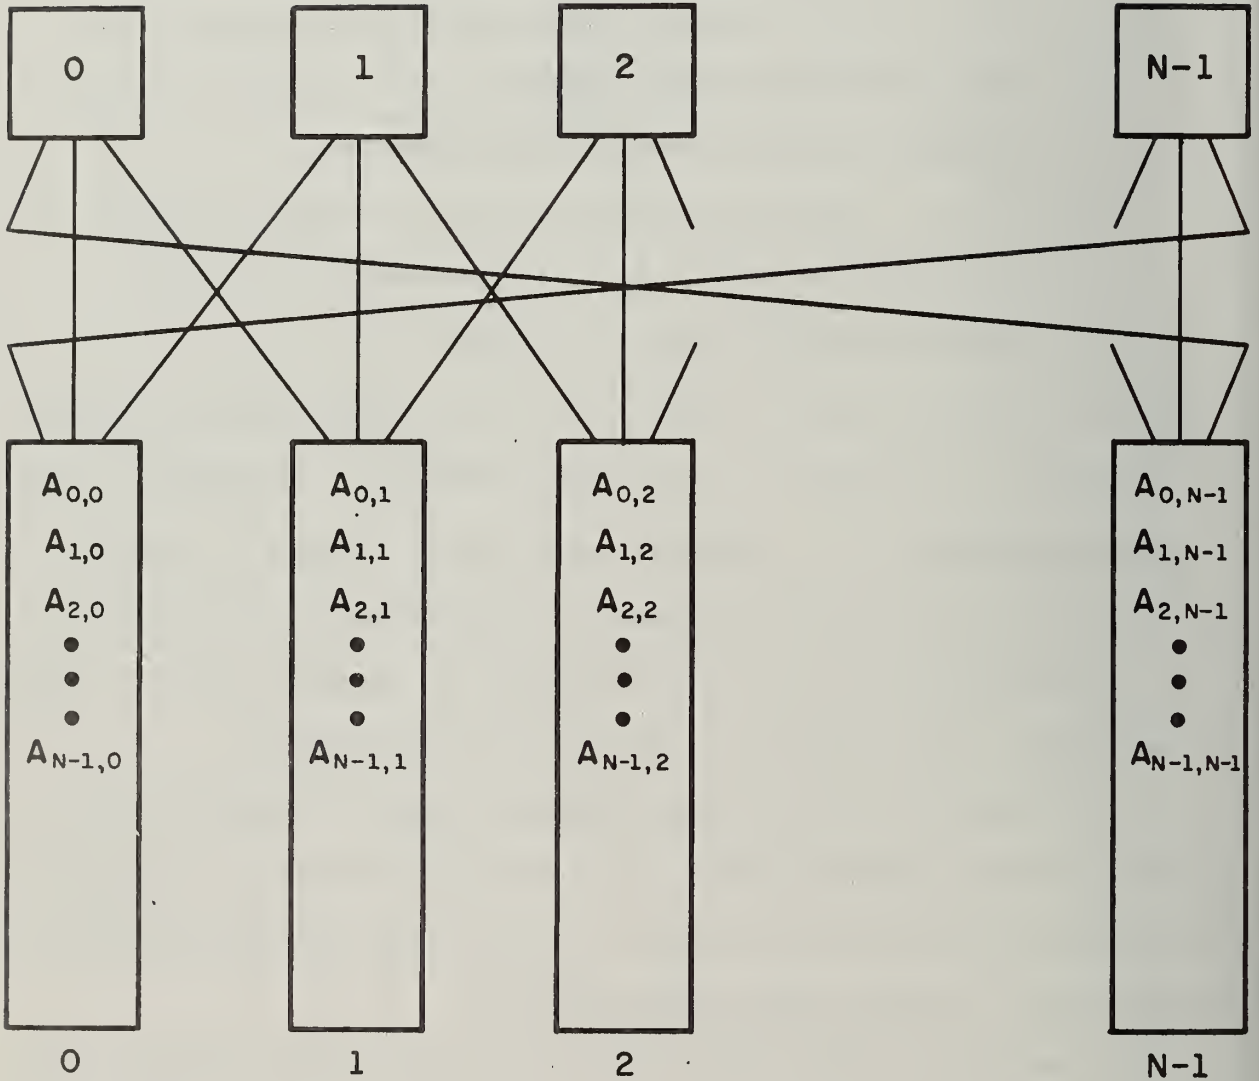 0 1 2 N-1
A0,0 A0,1 A0,2 A0,N-1
A1,0 A1,1 A1,2 A1,N-1
A2,0 A2,1 A2,2 A2,N-1
AN-1,0 AN-1,1 AN-1,2 AN-1,N-1
0 1 2 N-1